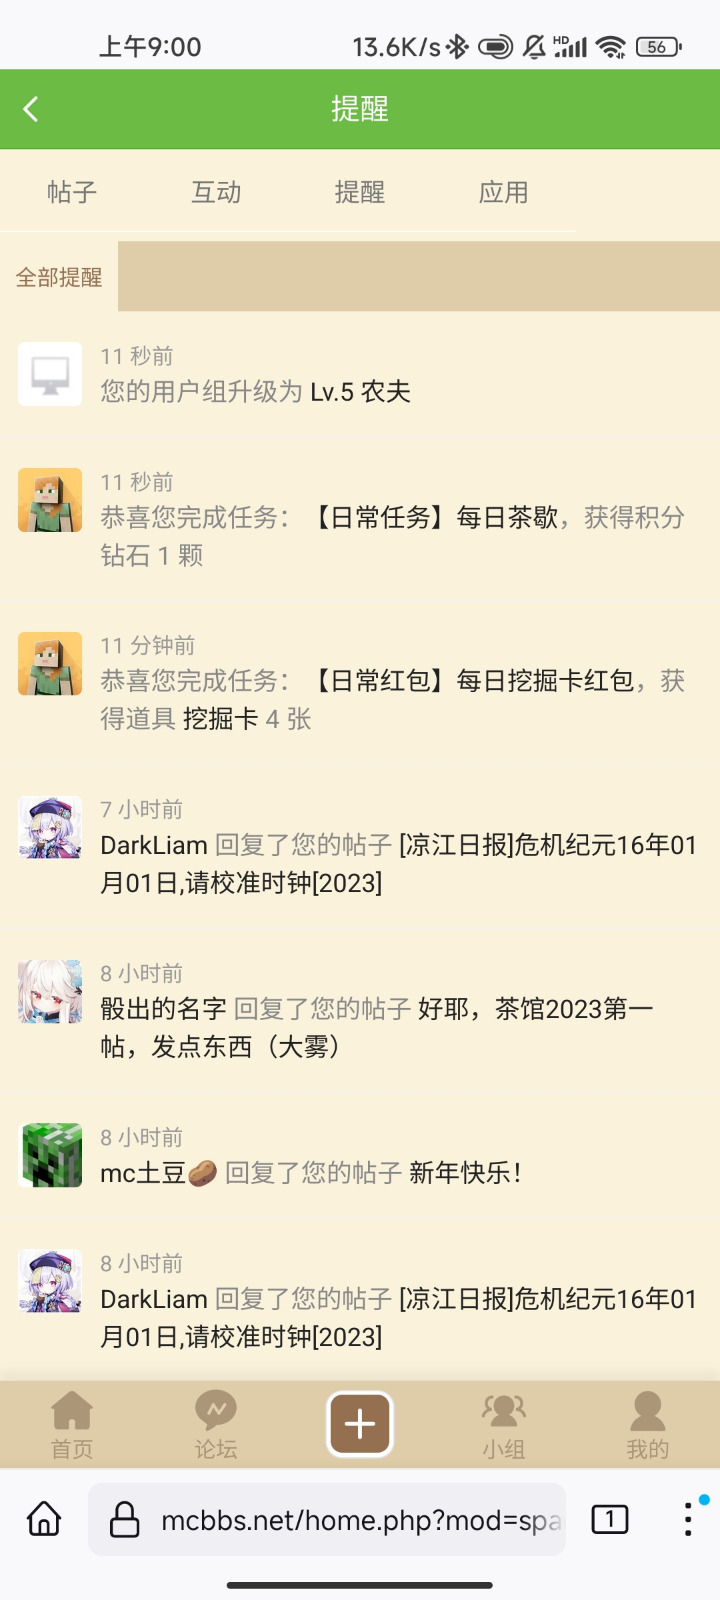 上午9:00 13.6K/s HD 56
提醒
帖子 互动 提醒 应用
全部提醒
11 秒前
您的用户组升级为 Lv.5 农夫
11 秒前
恭喜您完成任务：【日常任务】每日茶歇，获得积分
钻石 1 颗
11 分钟前
恭喜您完成任务：【日常红包】每日挖掘卡红包，获
得道具 挖掘卡 4 张
7 小时前
DarkLiam 回复了您的帖子 [凉江日报]危机纪元16年01
月01日,请校准时钟[2023]
8 小时前
骰出的名字 回复了您的帖子 好耶，茶馆2023第一
帖，发点东西（大雾）
8 小时前
mc土豆🥔 回复了您的帖子 新年快乐！
8 小时前
DarkLiam 回复了您的帖子 [凉江日报]危机纪元16年01
月01日,请校准时钟[2023]
首页 论坛 小组 我的
mcbbs.net/home.php?mod=spa 1